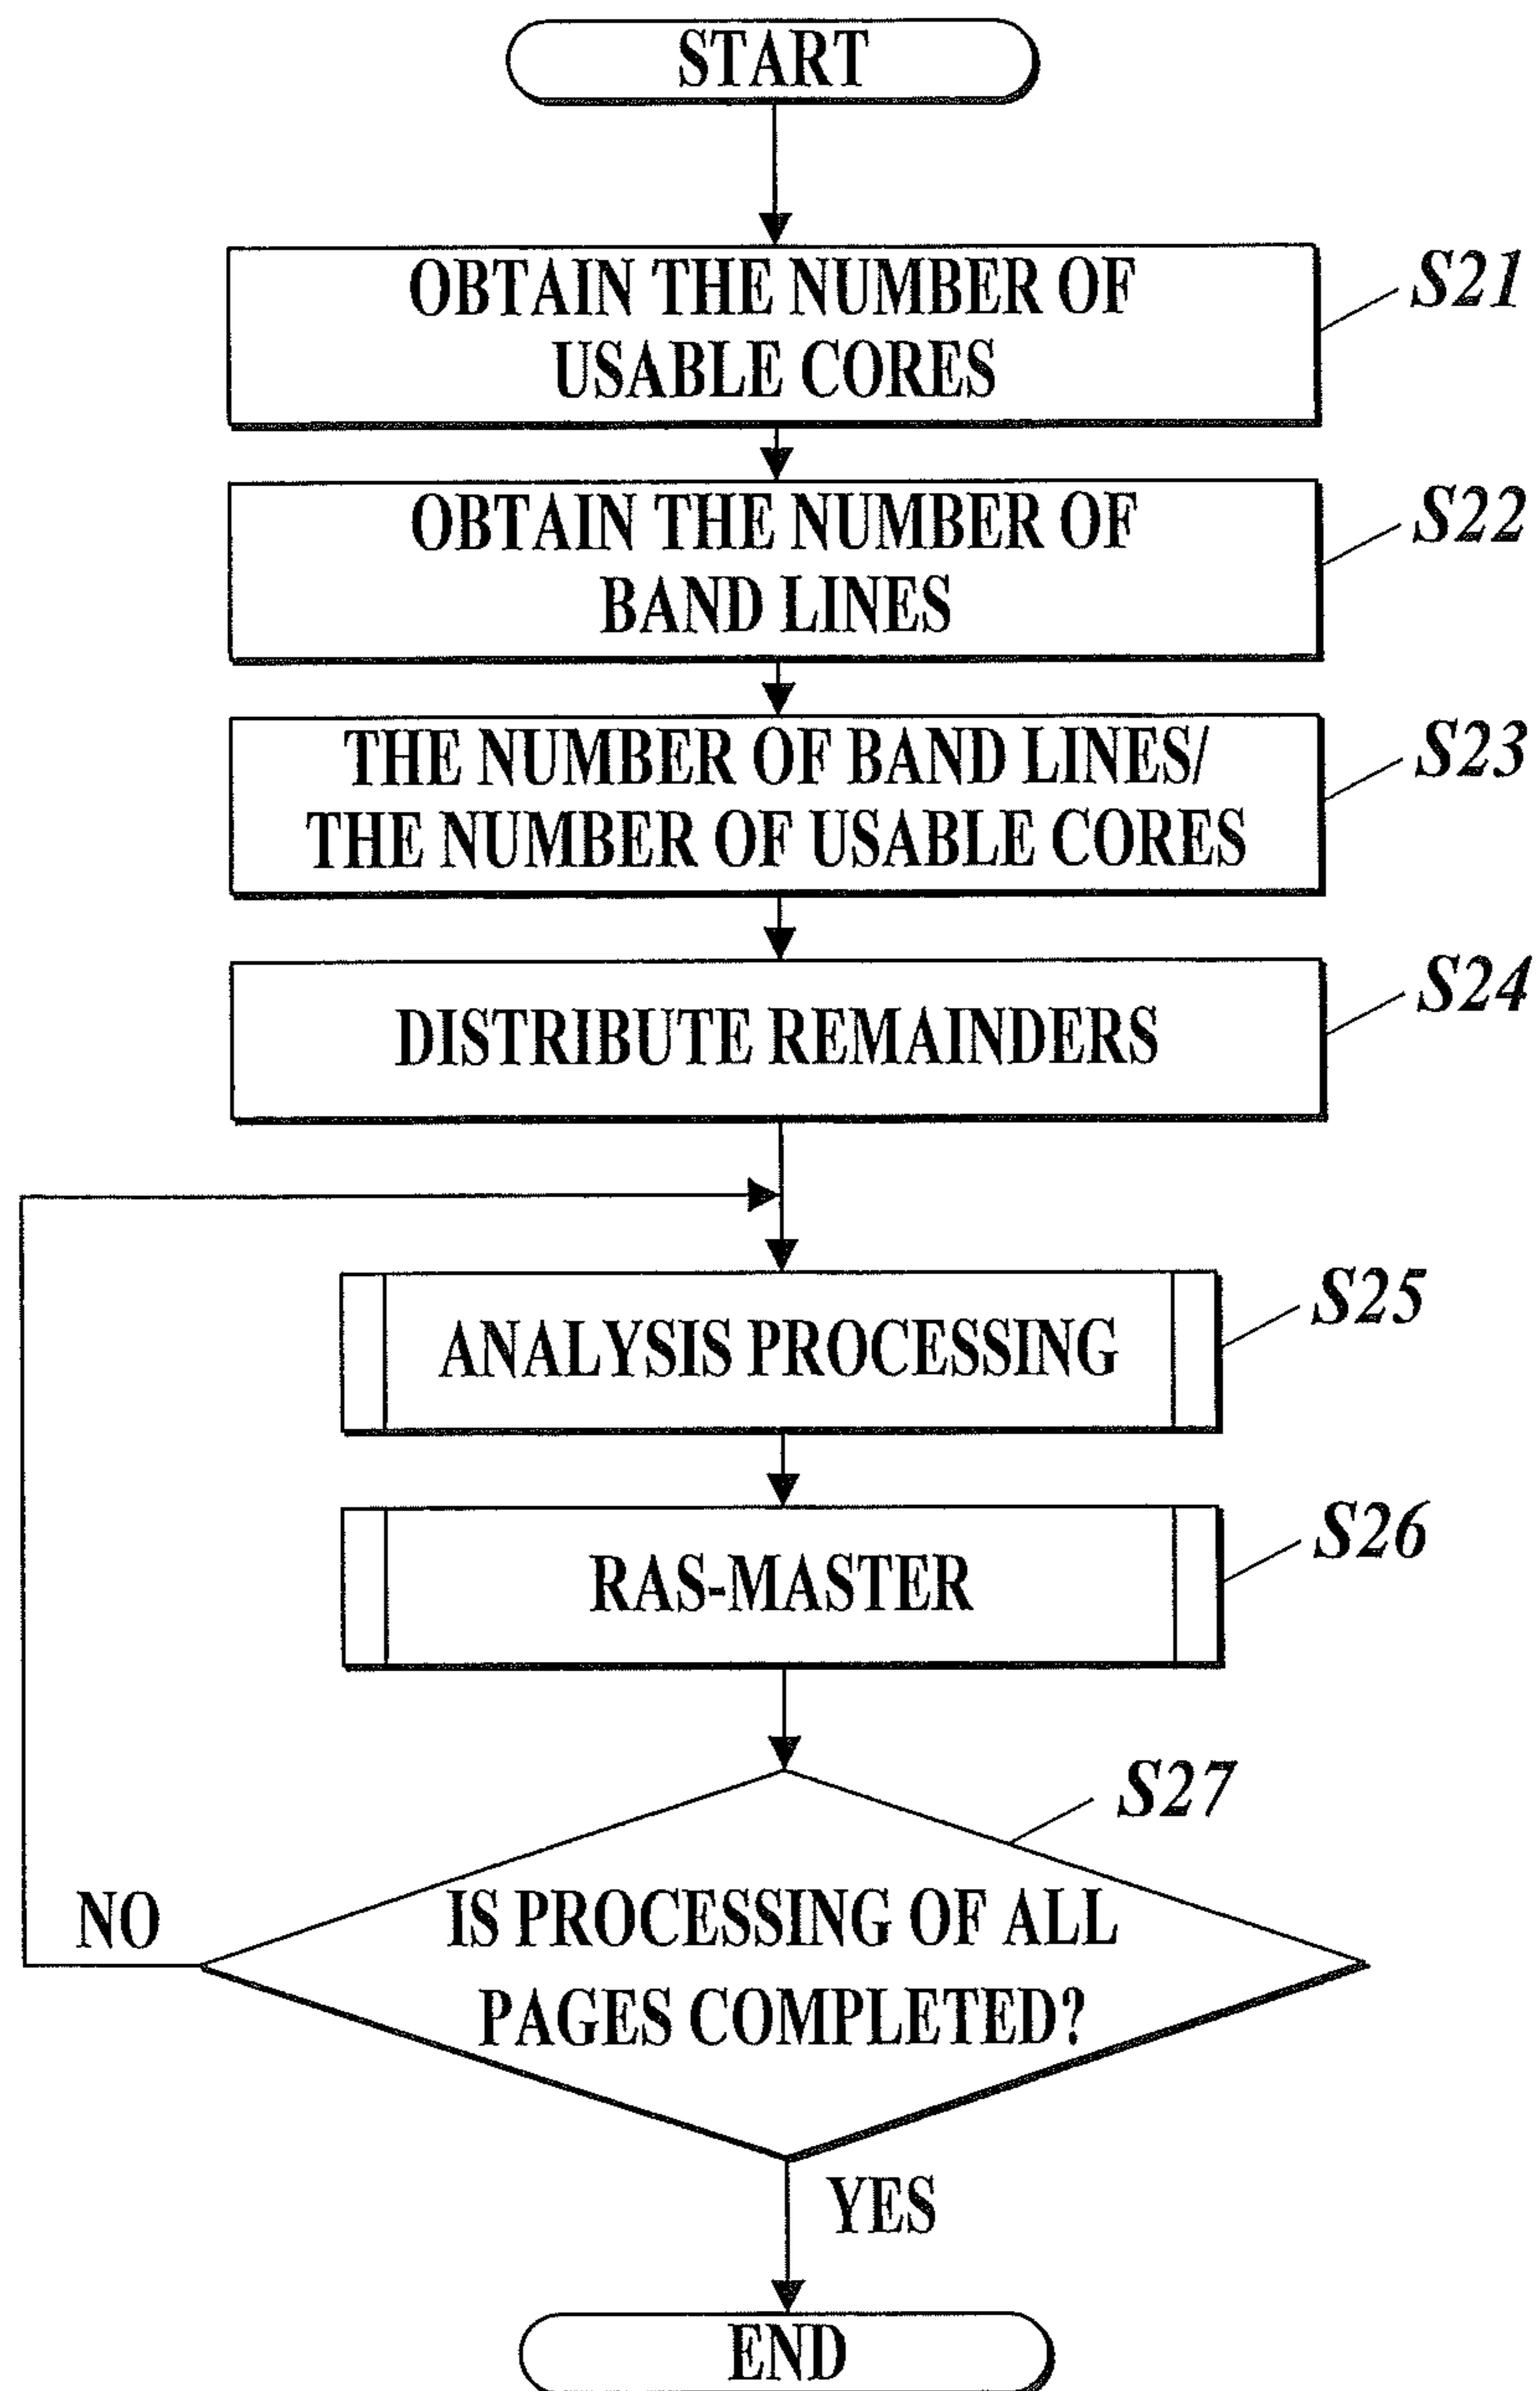 START
OBTAIN THE NUMBER OF
USABLE CORES
S21
OBTAIN THE NUMBER OF
BAND LINES
S22
THE NUMBER OF BAND LINES/
THE NUMBER OF USABLE CORES
S23
DISTRIBUTE REMAINDERS
S24
ANALYSIS PROCESSING
S25
RAS-MASTER
S26
S27
IS PROCESSING OF ALL
PAGES COMPLETED?
NO
YES
END